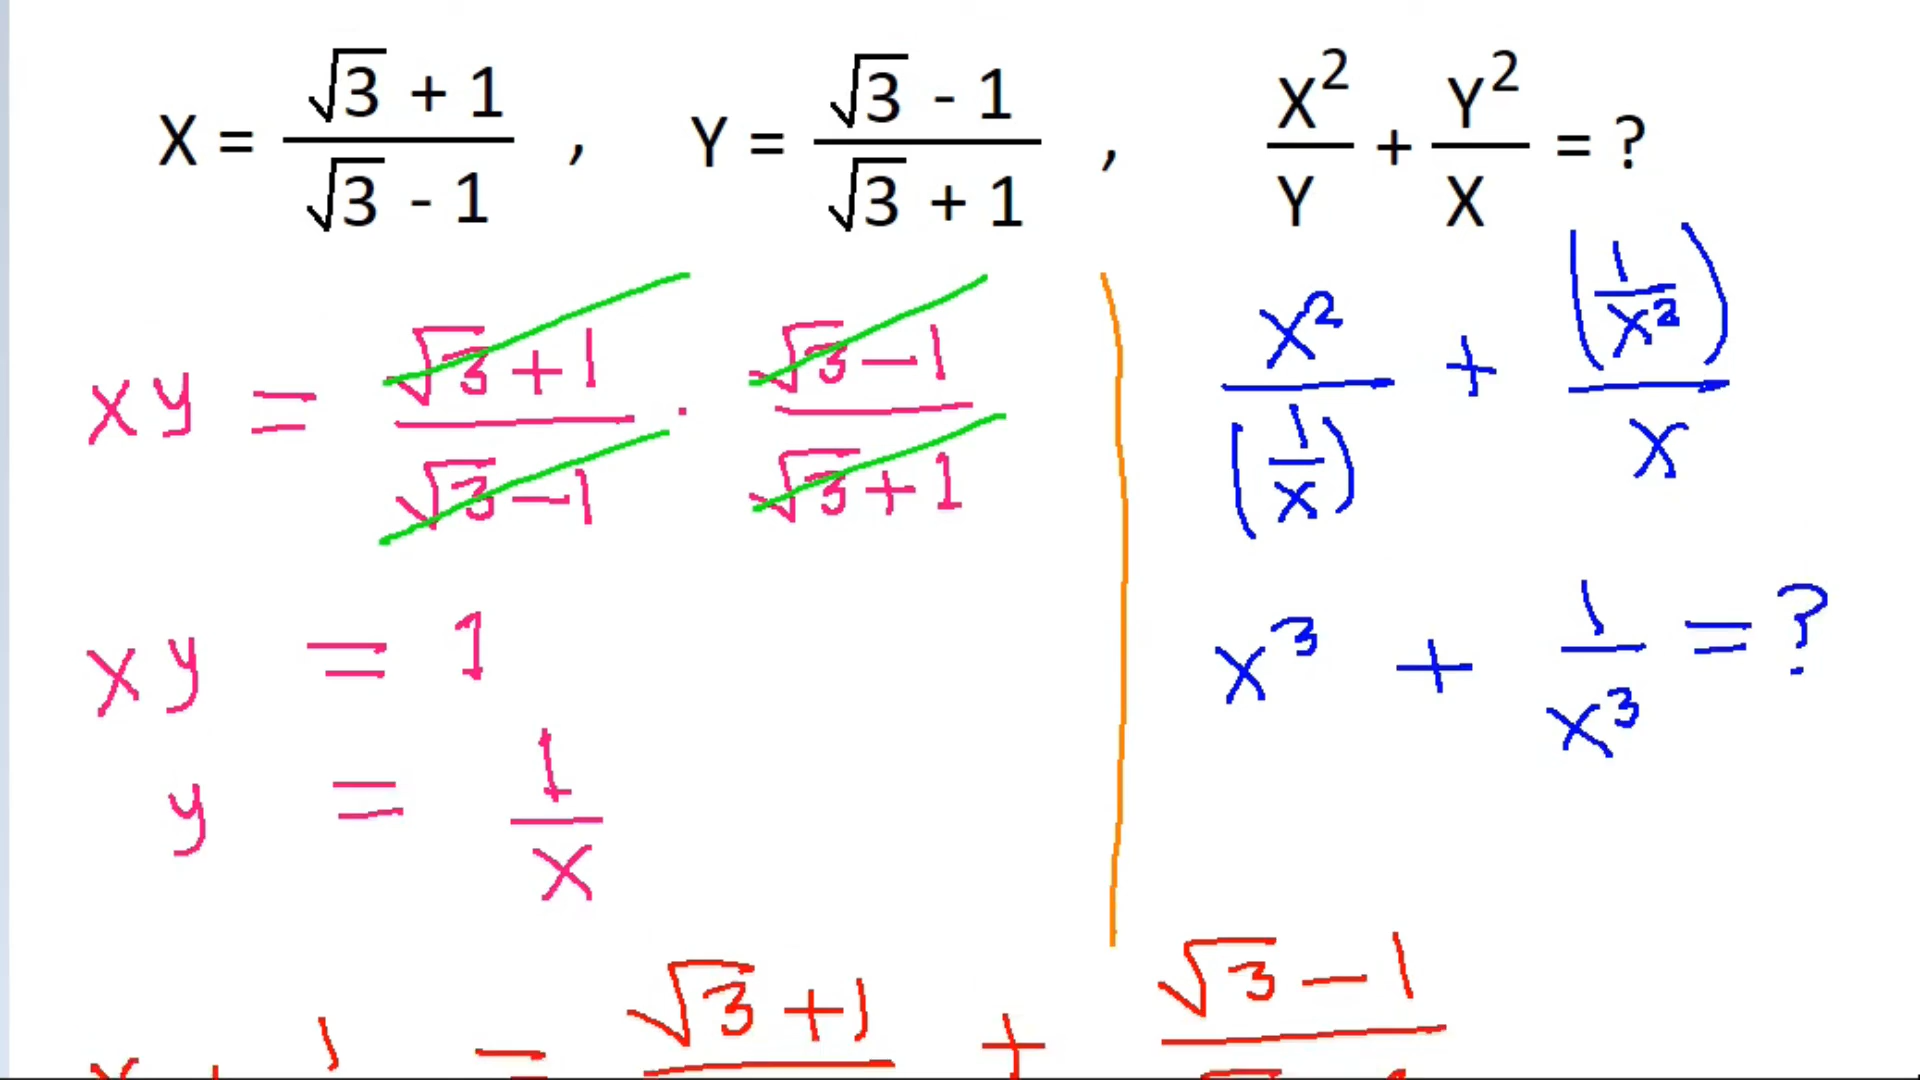 X = (√3 + 1)/(√3 - 1) , Y = (√3 - 1)/(√3 + 1) , X²/Y + Y²/X = ?
xy = (√3 + 1)/(√3 - 1) · (√3 - 1)/(√3 + 1)
x²/(1/x) + (1/x²)/x
xy = 1
x³ + 1/x³ = ?
y = 1/x
= √3 + 1 + √3 - 1